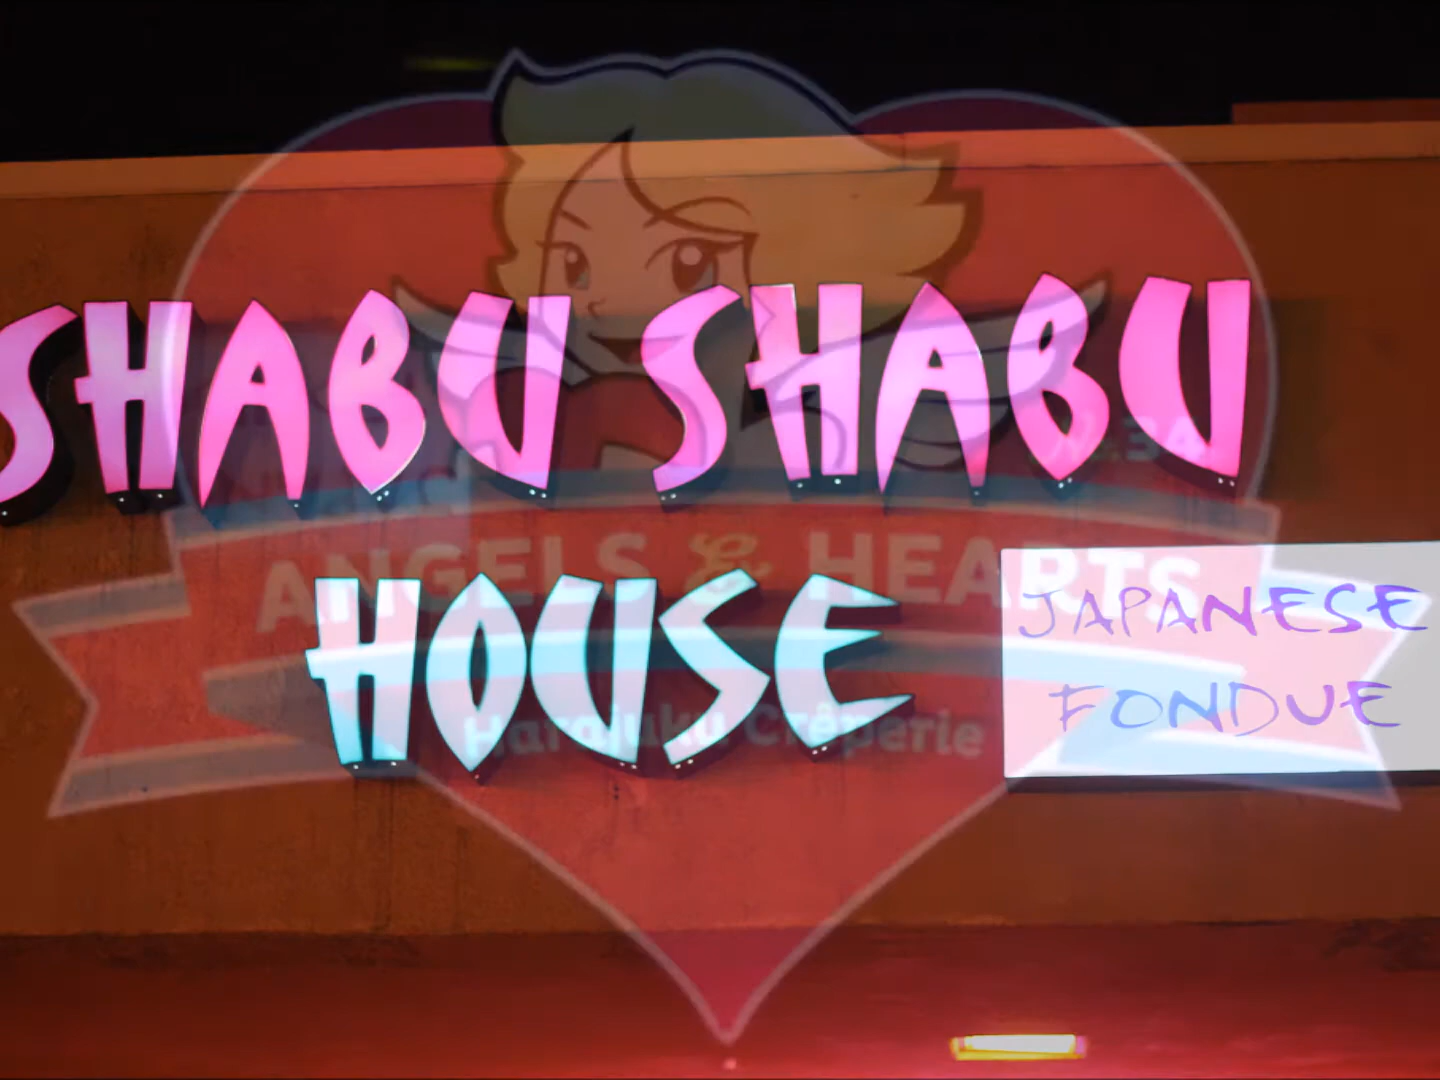 SHABU SHABU
HOUSE
JAPANESE
FONDUE
ANGELS & HEARTS
Harajuku Crêperie